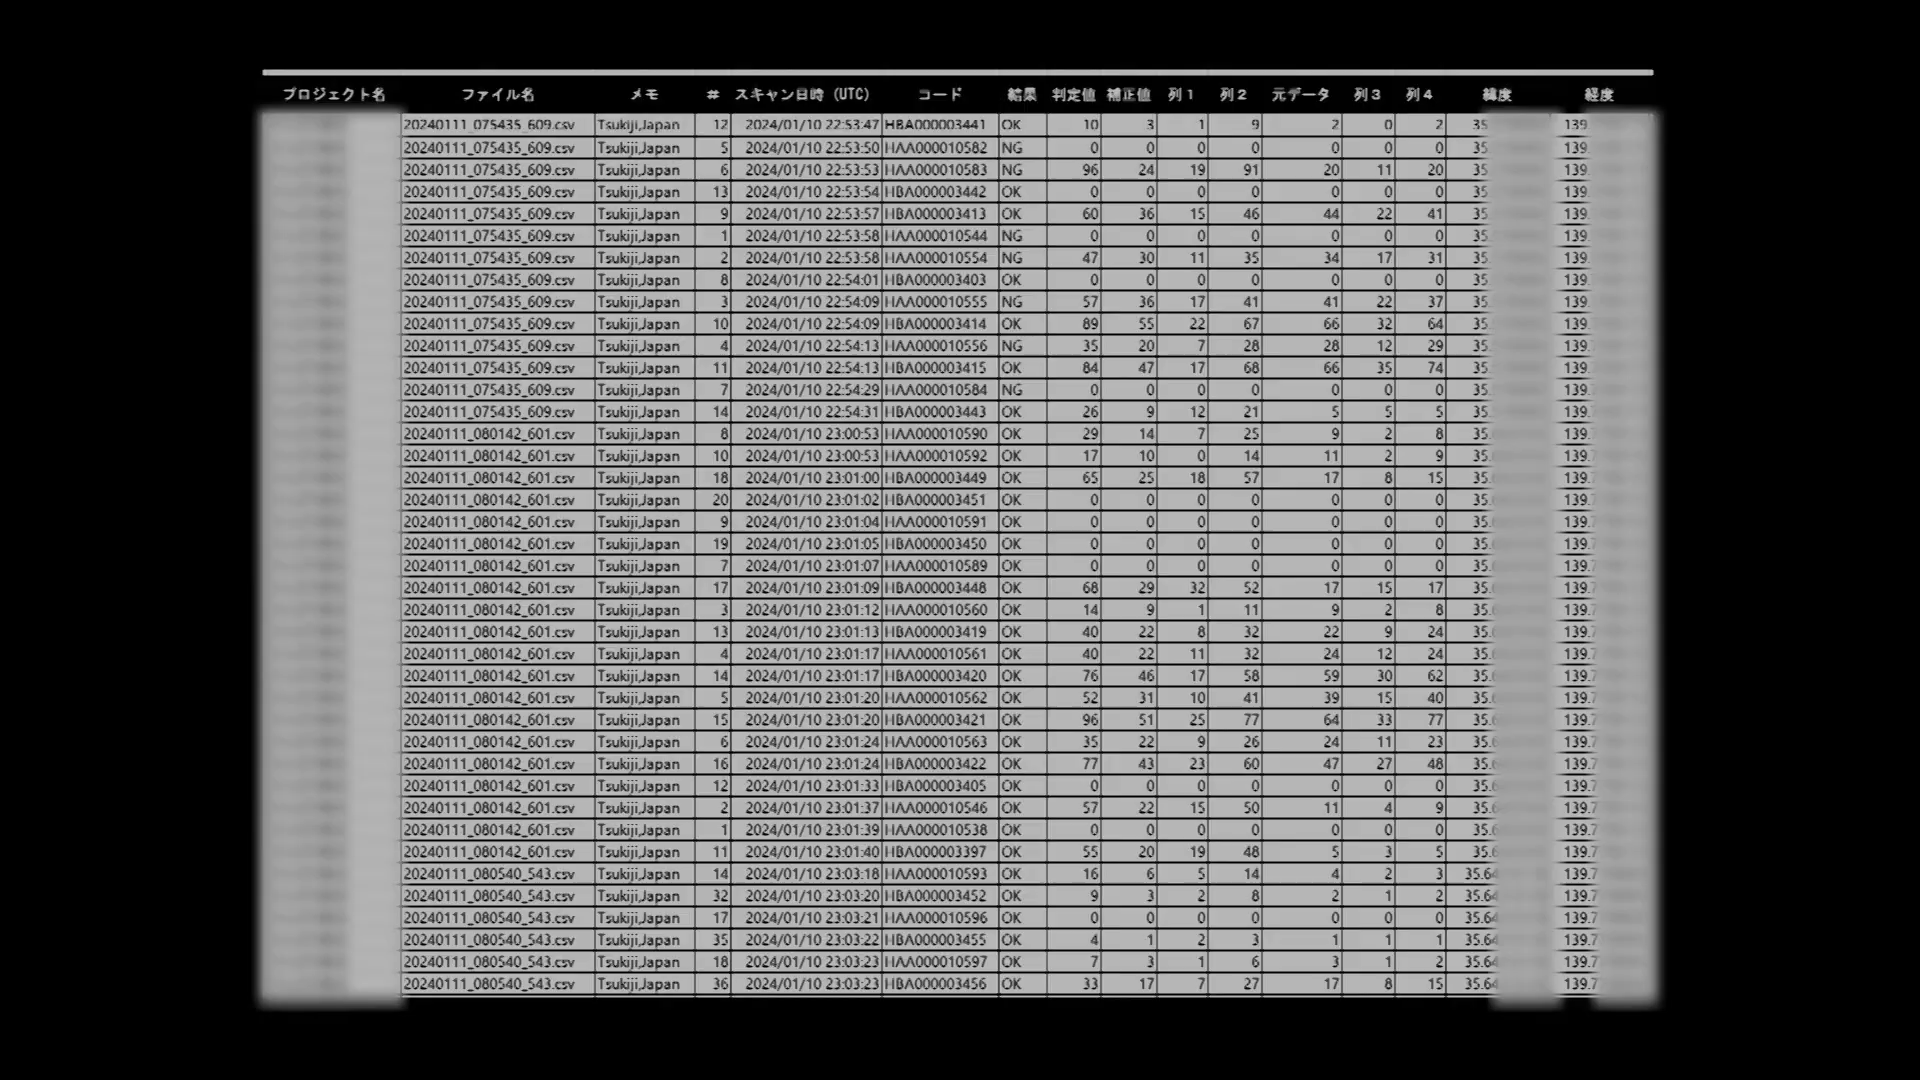 プロジェクト名 ファイル名 メモ # スキャン日時 (UTC) コード 結果 判定値 補正値 列1 列2 元データ 列3 列4 緯度 経度
20240111_075435_609.csv Tsukiji,Japan 12 2024/01/10 22:53:47 HBA000003441 OK 10 3 1 9 2 0 2 35 139
20240111_075435_609.csv Tsukiji,Japan 5 2024/01/10 22:53:50 HAA000010582 NG 0 0 0 0 0 0 0 35. 139.
20240111_075435_609.csv Tsukiji,Japan 6 2024/01/10 22:53:53 HAA000010583 NG 96 24 19 91 20 11 20 35. 139.
20240111_075435_609.csv Tsukiji,Japan 13 2024/01/10 22:53:54 HBA000003442 OK 0 0 0 0 0 0 0 35. 139.
20240111_075435_609.csv Tsukiji,Japan 9 2024/01/10 22:53:57 HBA000003413 OK 60 36 15 46 44 22 41 35. 139.
20240111_075435_609.csv Tsukiji,Japan 1 2024/01/10 22:53:58 HAA000010544 NG 0 0 0 0 0 0 0 35. 139.
20240111_075435_609.csv Tsukiji,Japan 2 2024/01/10 22:53:58 HAA000010554 NG 47 30 11 35 34 17 31 35. 139.
20240111_075435_609.csv Tsukiji,Japan 8 2024/01/10 22:54:01 HBA000003403 OK 0 0 0 0 0 0 0 35. 139.
20240111_075435_609.csv Tsukiji,Japan 3 2024/01/10 22:54:09 HAA000010555 NG 57 36 17 41 41 22 37 35. 139.
20240111_075435_609.csv Tsukiji,Japan 10 2024/01/10 22:54:09 HBA000003414 OK 89 55 22 67 66 32 64 35. 139.
20240111_075435_609.csv Tsukiji,Japan 4 2024/01/10 22:54:13 HAA000010556 NG 35 20 7 28 28 12 29 35. 139.
20240111_075435_609.csv Tsukiji,Japan 11 2024/01/10 22:54:13 HBA000003415 OK 84 47 17 68 66 35 74 35. 139.
20240111_075435_609.csv Tsukiji,Japan 7 2024/01/10 22:54:29 HAA000010584 NG 0 0 0 0 0 0 0 35. 139.
20240111_075435_609.csv Tsukiji,Japan 14 2024/01/10 22:54:31 HBA000003443 OK 26 9 12 21 5 5 5 35. 139.
20240111_080142_601.csv Tsukiji,Japan 8 2024/01/10 23:00:53 HAA000010590 OK 29 14 7 25 9 2 8 35. 139.7
20240111_080142_601.csv Tsukiji,Japan 10 2024/01/10 23:00:53 HAA000010592 OK 17 10 0 14 11 2 9 35. 139.7
20240111_080142_601.csv Tsukiji,Japan 18 2024/01/10 23:01:00 HBA000003449 OK 65 25 18 57 17 8 15 35. 139.7
20240111_080142_601.csv Tsukiji,Japan 20 2024/01/10 23:01:02 HBA000003451 OK 0 0 0 0 0 0 0 35. 139.7
20240111_080142_601.csv Tsukiji,Japan 9 2024/01/10 23:01:04 HAA000010591 OK 0 0 0 0 0 0 0 35. 139.7
20240111_080142_601.csv Tsukiji,Japan 19 2024/01/10 23:01:05 HBA000003450 OK 0 0 0 0 0 0 0 35. 139.7
20240111_080142_601.csv Tsukiji,Japan 7 2024/01/10 23:01:07 HAA000010589 OK 0 0 0 0 0 0 0 35. 139.7
20240111_080142_601.csv Tsukiji,Japan 17 2024/01/10 23:01:09 HBA000003448 OK 68 29 32 52 17 15 17 35. 139.7
20240111_080142_601.csv Tsukiji,Japan 3 2024/01/10 23:01:12 HAA000010560 OK 14 9 1 11 9 2 8 35.6 139.7
20240111_080142_601.csv Tsukiji,Japan 13 2024/01/10 23:01:13 HBA000003419 OK 40 22 8 32 22 9 24 35.6 139.7
20240111_080142_601.csv Tsukiji,Japan 4 2024/01/10 23:01:17 HAA000010561 OK 40 22 11 32 24 12 24 35.6 139.7
20240111_080142_601.csv Tsukiji,Japan 14 2024/01/10 23:01:17 HBA000003420 OK 76 46 17 58 59 30 62 35.6 139.7
20240111_080142_601.csv Tsukiji,Japan 5 2024/01/10 23:01:20 HAA000010562 OK 52 31 10 41 39 15 40 35.6 139.7
20240111_080142_601.csv Tsukiji,Japan 15 2024/01/10 23:01:20 HBA000003421 OK 96 51 25 77 64 33 77 35.6 139.7
20240111_080142_601.csv Tsukiji,Japan 6 2024/01/10 23:01:24 HAA000010563 OK 35 22 9 26 24 11 23 35.6 139.7
20240111_080142_601.csv Tsukiji,Japan 16 2024/01/10 23:01:24 HBA000003422 OK 77 43 23 60 47 27 48 35.6 139.7
20240111_080142_601.csv Tsukiji,Japan 12 2024/01/10 23:01:33 HBA000003405 OK 0 0 0 0 0 0 0 35.6 139.7
20240111_080142_601.csv Tsukiji,Japan 2 2024/01/10 23:01:37 HAA000010546 OK 57 22 15 50 11 4 9 35.6 139.7
20240111_080142_601.csv Tsukiji,Japan 1 2024/01/10 23:01:39 HAA000010538 OK 0 0 0 0 0 0 0 35.6 139.7
20240111_080142_601.csv Tsukiji,Japan 11 2024/01/10 23:01:40 HBA000003397 OK 55 20 19 48 5 3 5 35.6 139.7
20240111_080540_543.csv Tsukiji,Japan 14 2024/01/10 23:03:18 HAA000010593 OK 16 6 5 14 4 2 3 35.64 139.7
20240111_080540_543.csv Tsukiji,Japan 32 2024/01/10 23:03:20 HBA000003452 OK 9 3 2 8 2 1 2 35.64 139.7
20240111_080540_543.csv Tsukiji,Japan 17 2024/01/10 23:03:21 HAA000010596 OK 0 0 0 0 0 0 0 35.64 139.7
20240111_080540_543.csv Tsukiji,Japan 35 2024/01/10 23:03:22 HBA000003455 OK 4 1 2 3 1 1 1 35.64 139.7
20240111_080540_543.csv Tsukiji,Japan 18 2024/01/10 23:03:23 HAA000010597 OK 7 3 1 6 3 1 2 35.64 139.7
20240111_080540_543.csv Tsukiji,Japan 36 2024/01/10 23:03:23 HBA000003456 OK 33 17 7 27 17 8 15 35.64 139.7